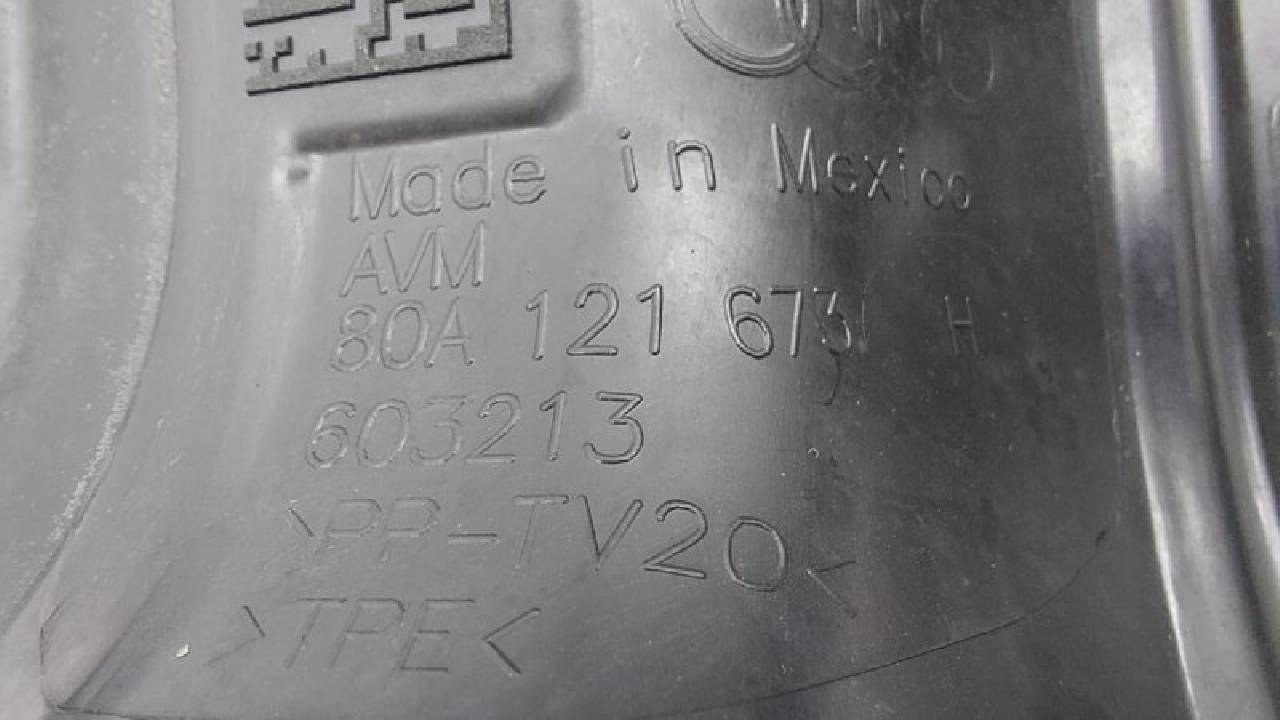 Made in Mexico
AVM
80A 121 673 H
603213
>PP-TV20<
>TPE<